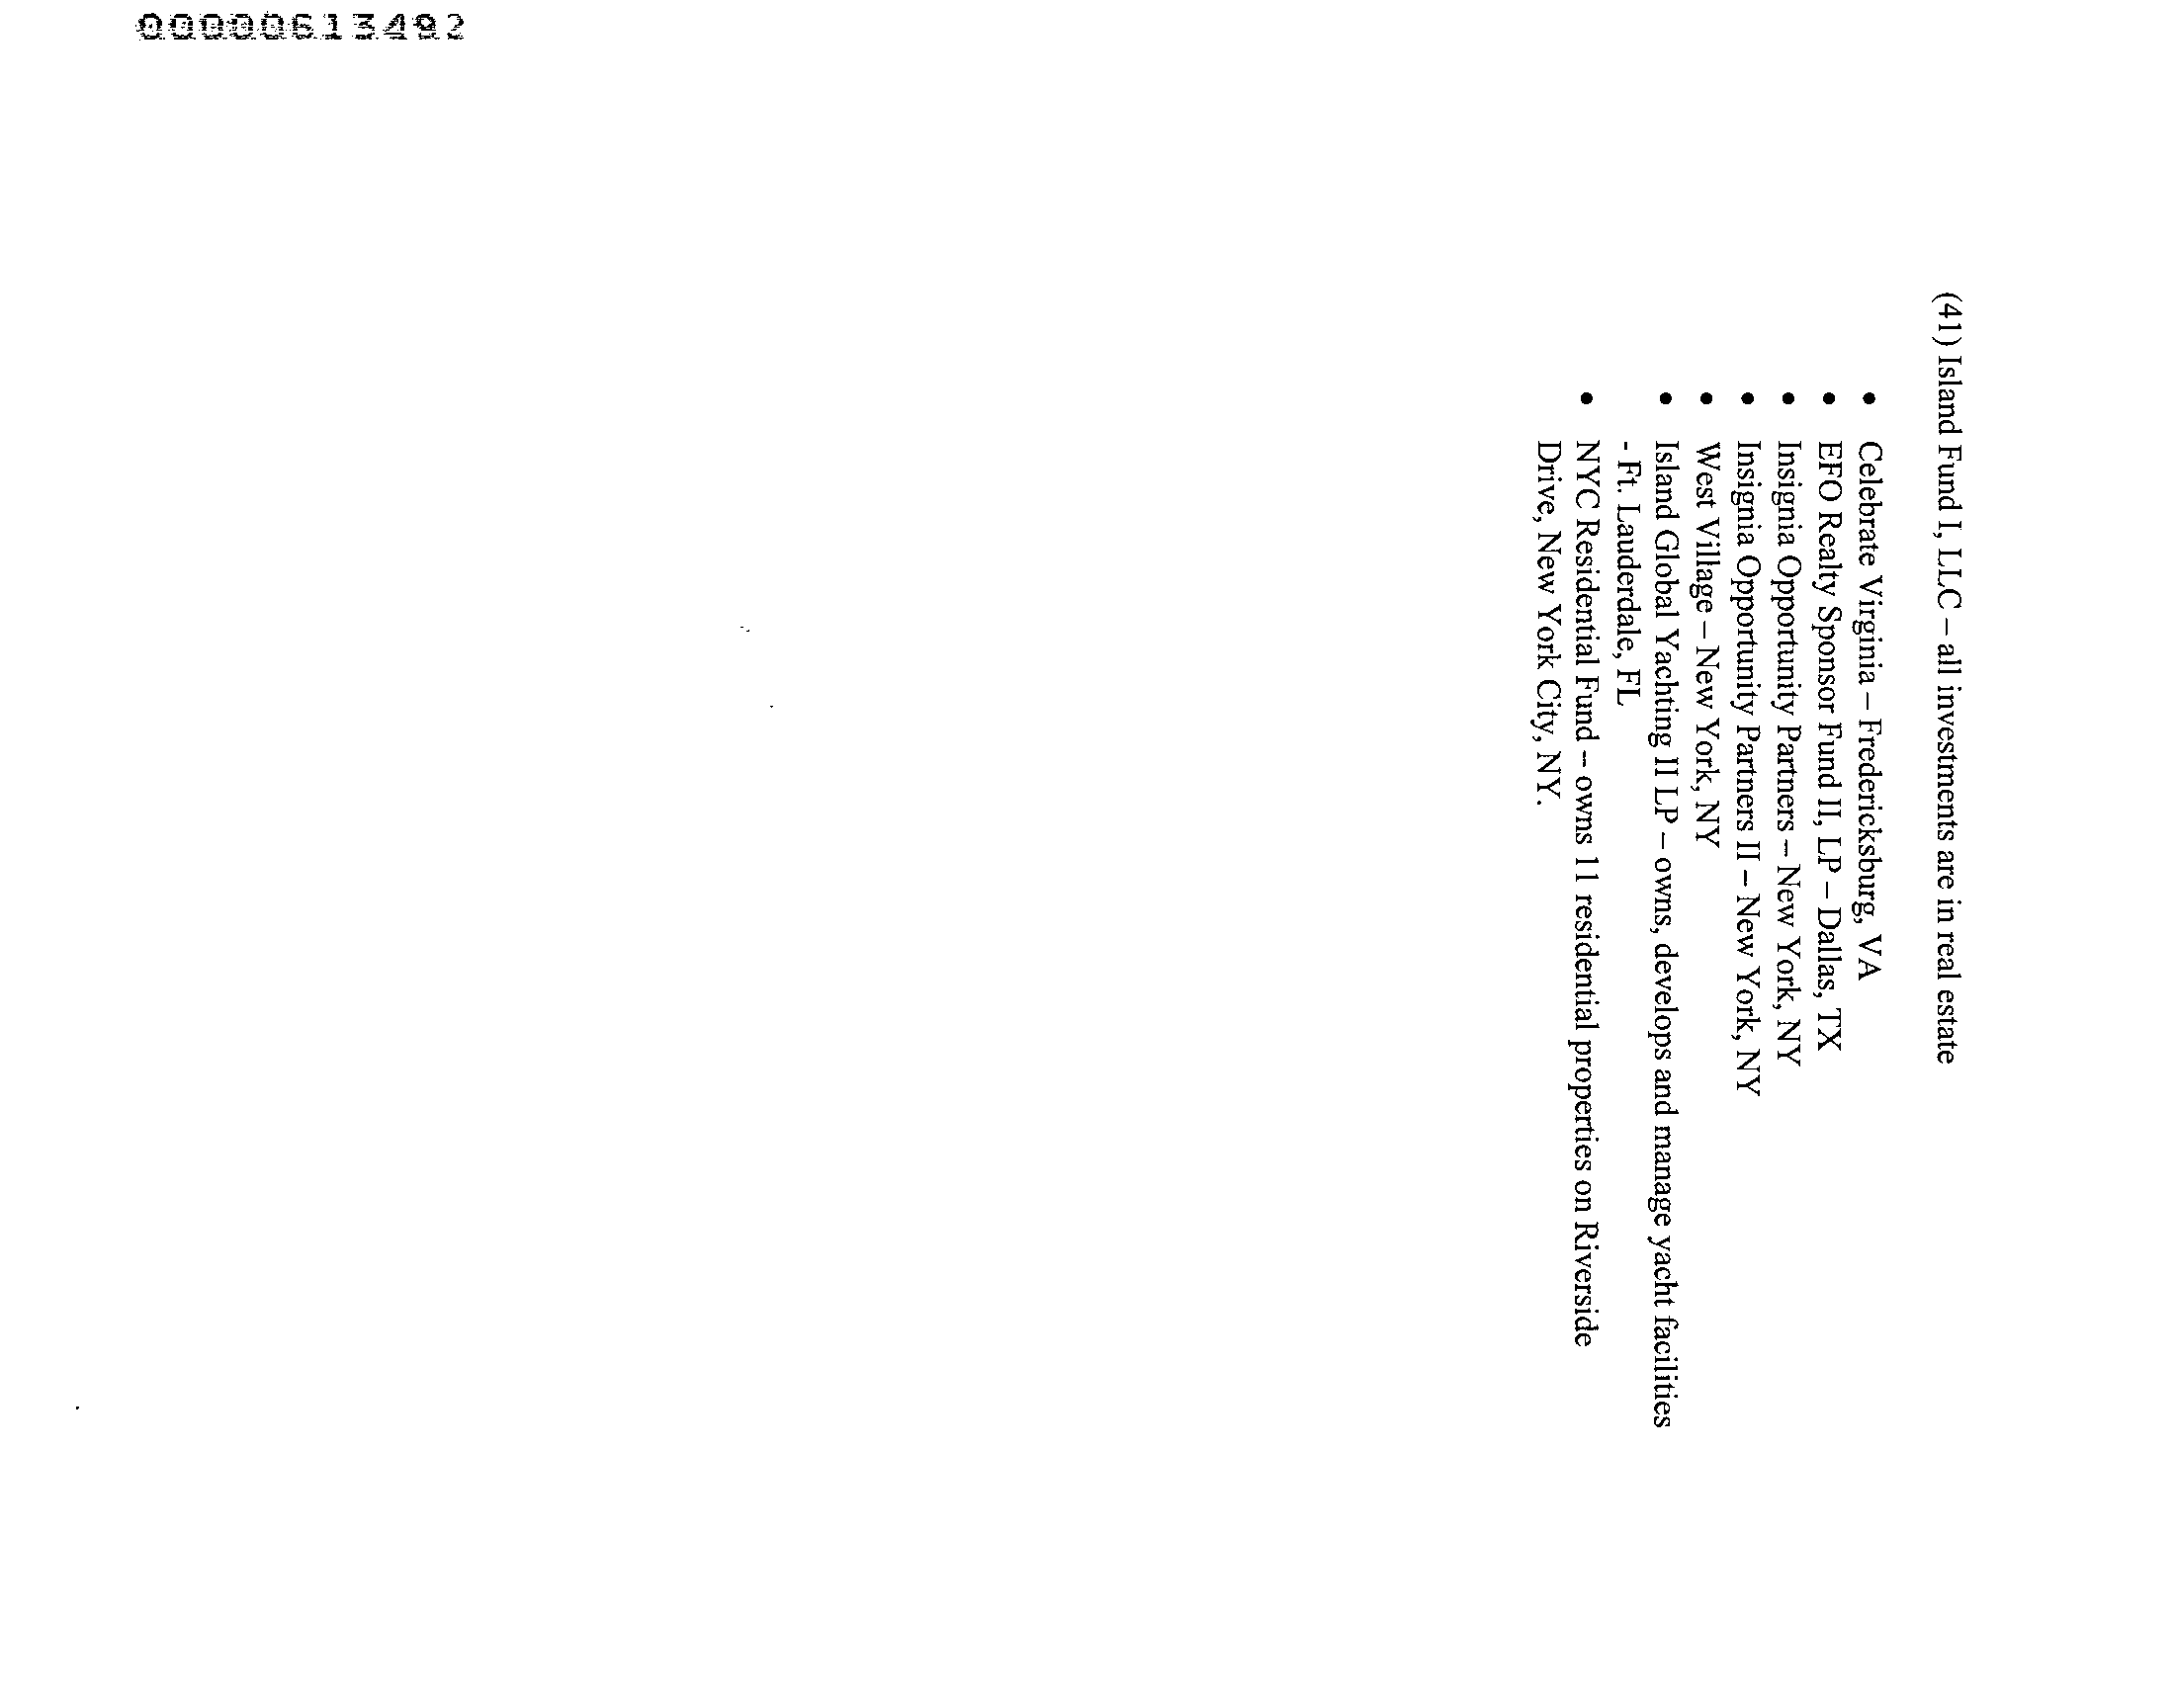 00000613492
(41) Island Fund I, LLC – all investments are in real estate
• Celebrate Virginia – Fredericksburg, VA
• EFO Realty Sponsor Fund II, LP – Dallas, TX
• Insignia Opportunity Partners – New York, NY
• Insignia Opportunity Partners II – New York, NY
• West Village – New York, NY
• Island Global Yachting II LP – owns, develops and manage yacht facilities
- Ft. Lauderdale, FL
• NYC Residential Fund – owns 11 residential properties on Riverside
Drive, New York City, NY.